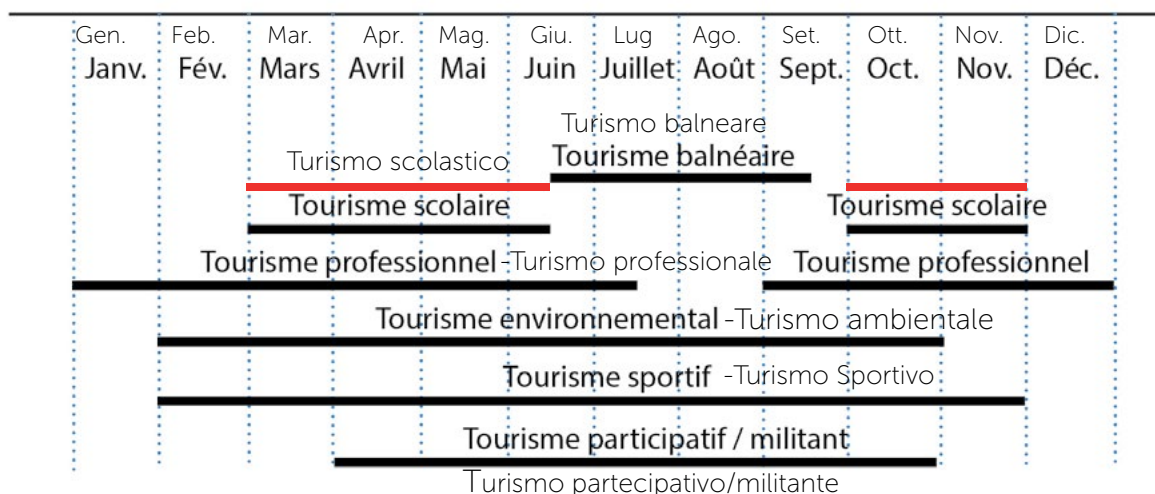 Gen. Feb. Mar. Apr. Mag. Giu. Lug Ago. Set. Ott. Nov. Dic.
Janv. Fév. Mars Avril Mai Juin Juillet Août Sept. Oct. Nov. Déc.
Turismo balneare
Turismo scolastico Tourisme balnéaire
Tourisme scolaire Tourisme scolaire
Tourisme professionnel -Turismo professionale Tourisme professionnel
Tourisme environnemental -Turismo ambientale
Tourisme sportif -Turismo Sportivo
Tourisme participatif / militant
Turismo partecipativo/militante